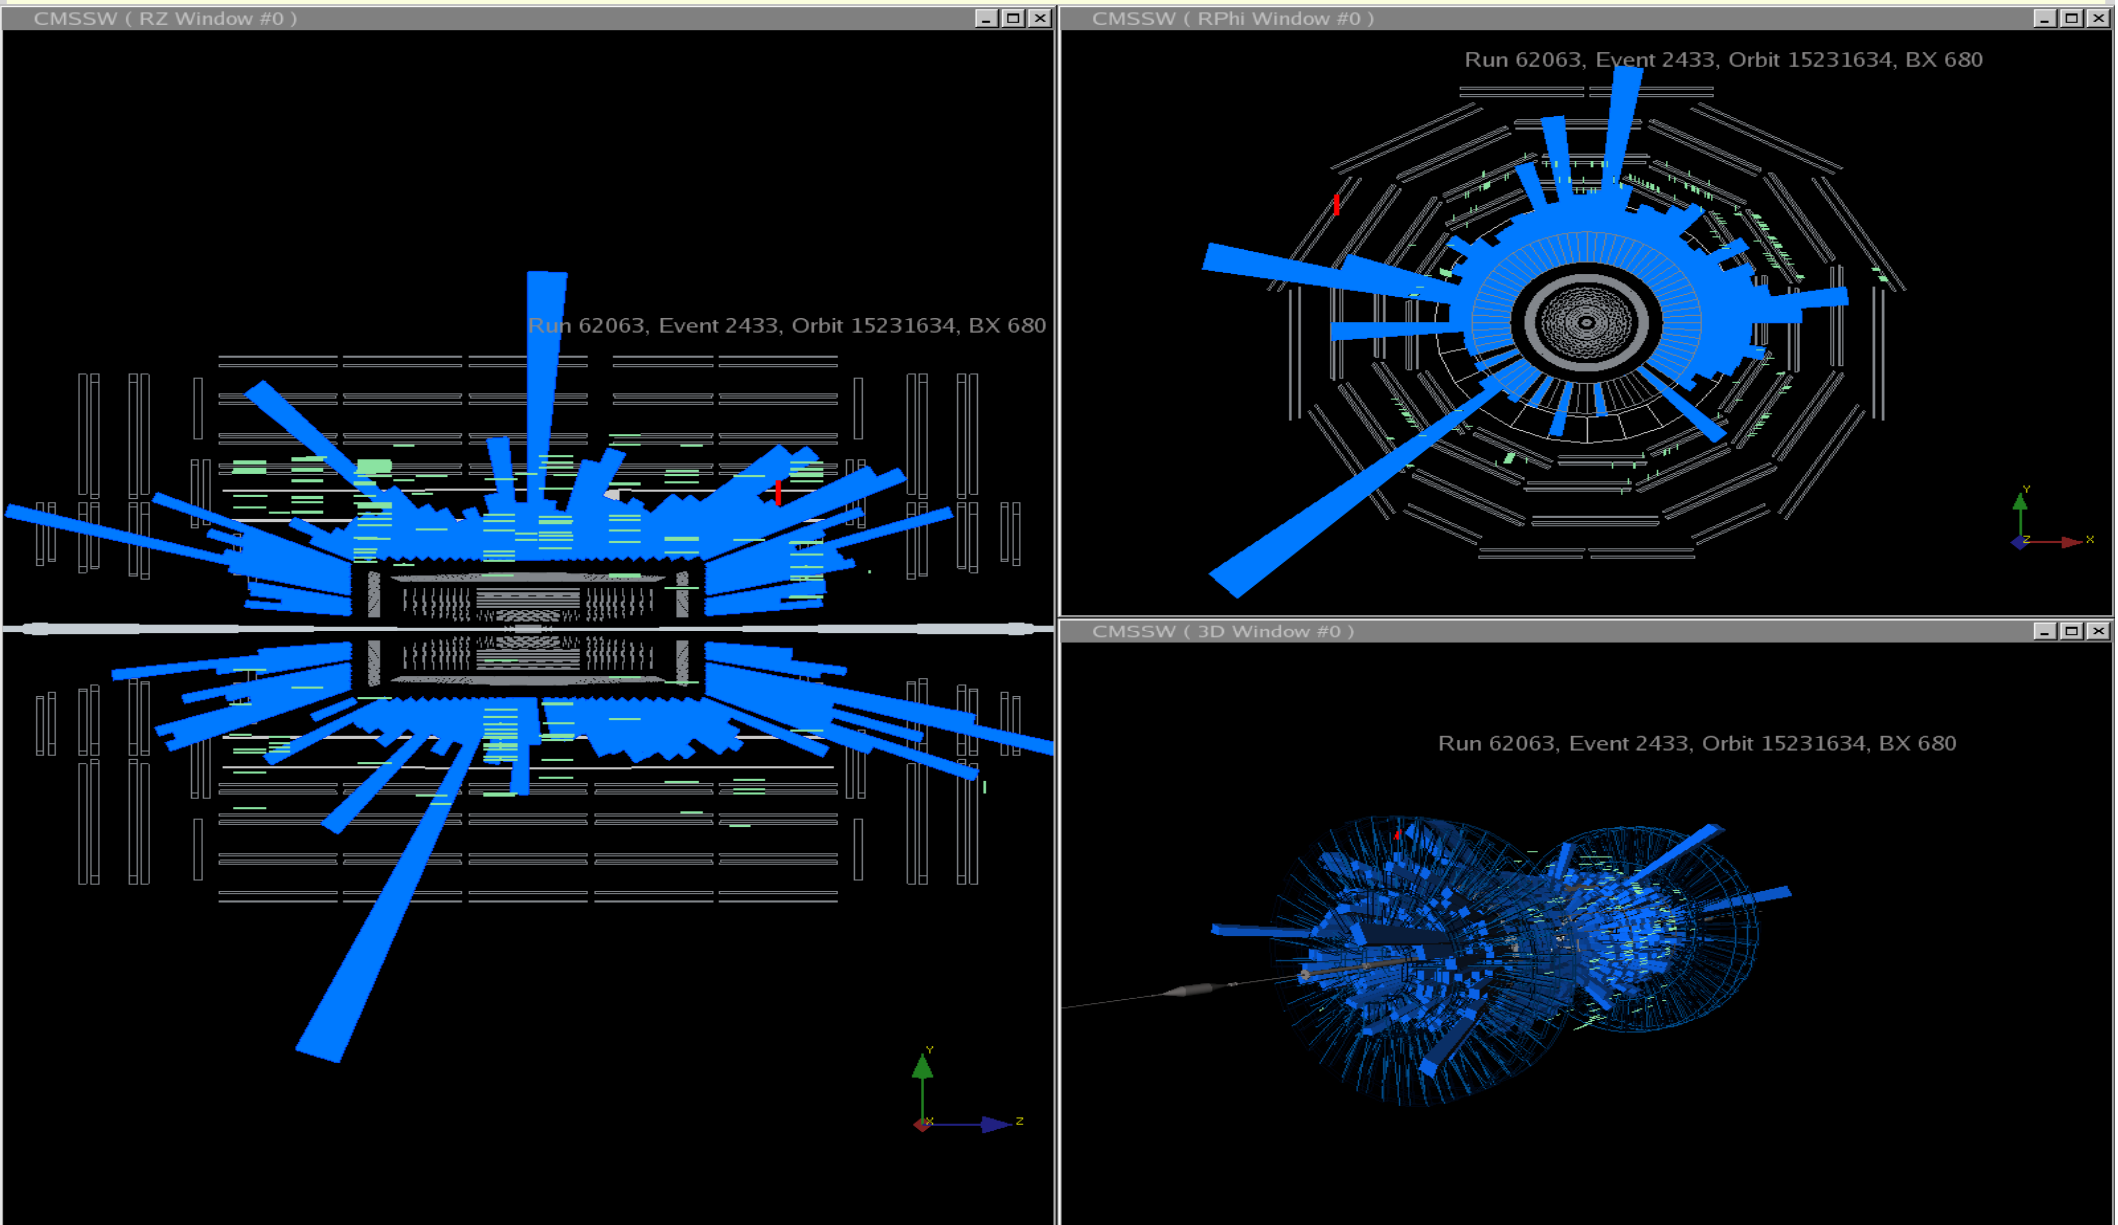 CMSSW ( RZ Window #0 )
Run 62063, Event 2433, Orbit 15231634, BX 680
Y
X
Z
CMSSW ( RPhi Window #0 )
Run 62063, Event 2433, Orbit 15231634, BX 680
Y
Z
X
CMSSW ( 3D Window #0 )
Run 62063, Event 2433, Orbit 15231634, BX 680